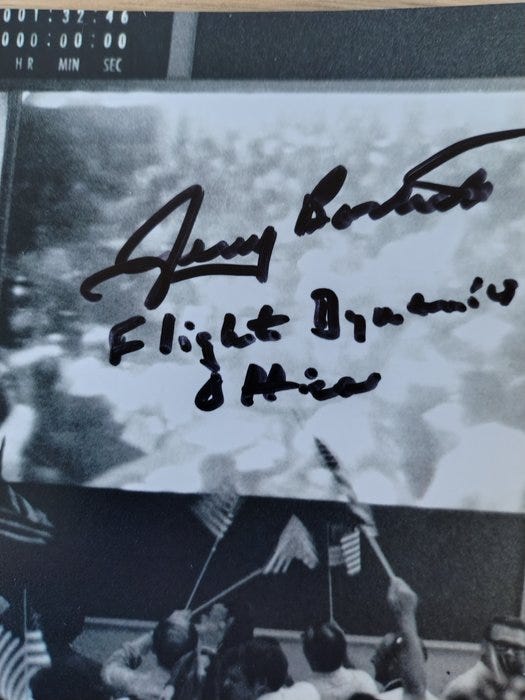 001:32:46
000:00:00
HR MIN SEC
Jerry Bostick
Flight Dynamics
Officer